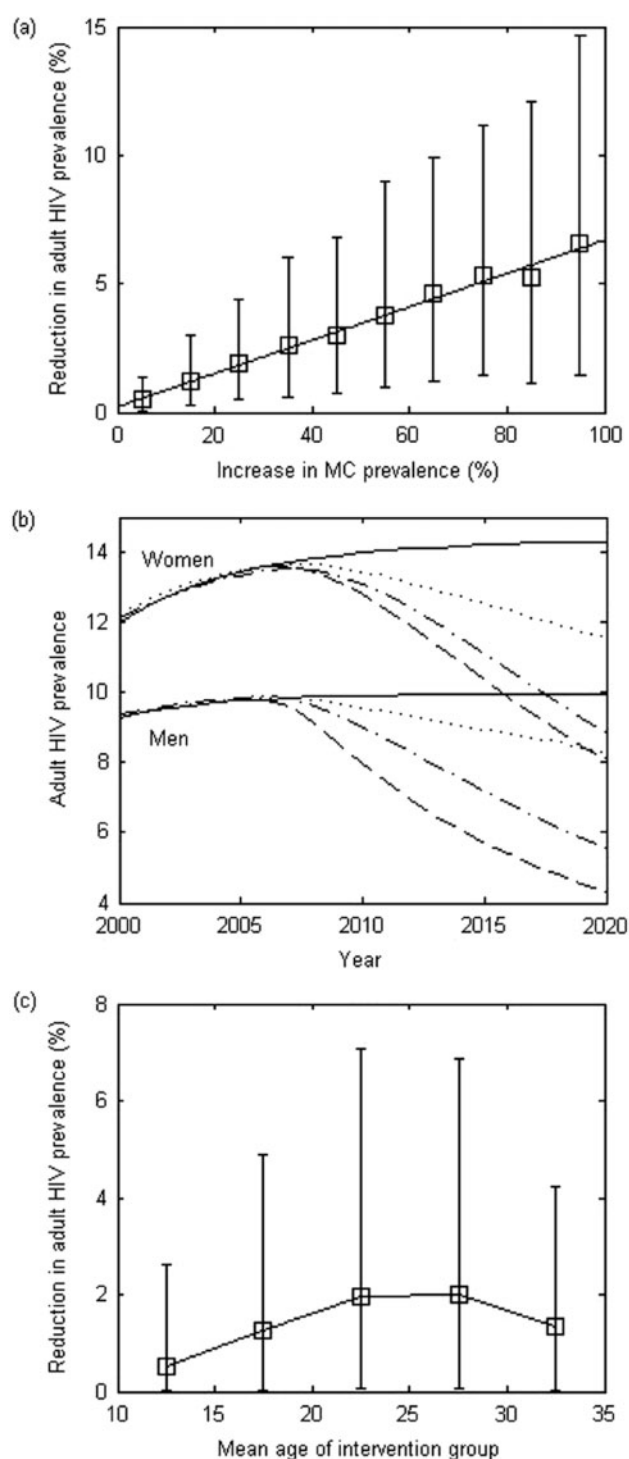 (a)
Reduction in adult HIV prevalence (%)
15
10
5
0
0 20 40 60 80 100
Increase in MC prevalence (%)
(b)
Adult HIV prevalence
14
12
10
8
6
4
Women
Men
2000 2005 2010 2015 2020
Year
(c)
Reduction in adult HIV prevalence (%)
8
6
4
2
0
10 15 20 25 30 35
Mean age of intervention group